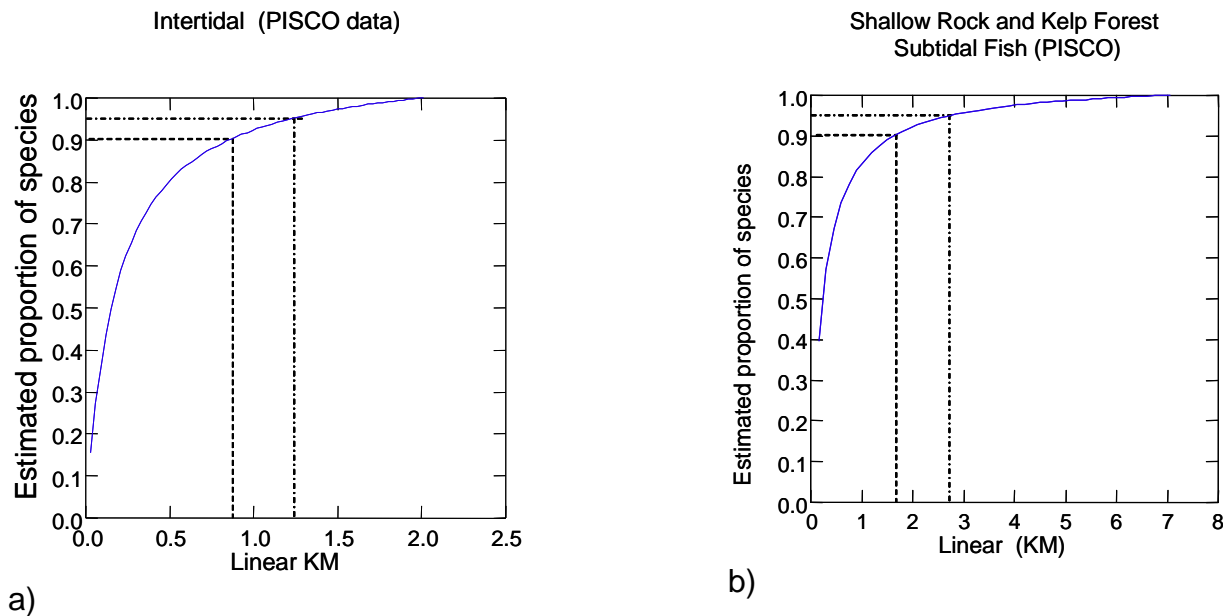 Intertidal (PISCO data)
Estimated proportion of species
1.0
0.9
0.8
0.7
0.6
0.5
0.4
0.3
0.2
0.1
0.0
0.0 0.5 1.0 1.5 2.0 2.5
Linear KM
a)
Shallow Rock and Kelp Forest
Subtidal Fish (PISCO)
Estimated proportion of species
1.0
0.9
0.8
0.7
0.6
0.5
0.4
0.3
0.2
0.1
0.0
0 1 2 3 4 5 6 7 8
Linear (KM)
b)